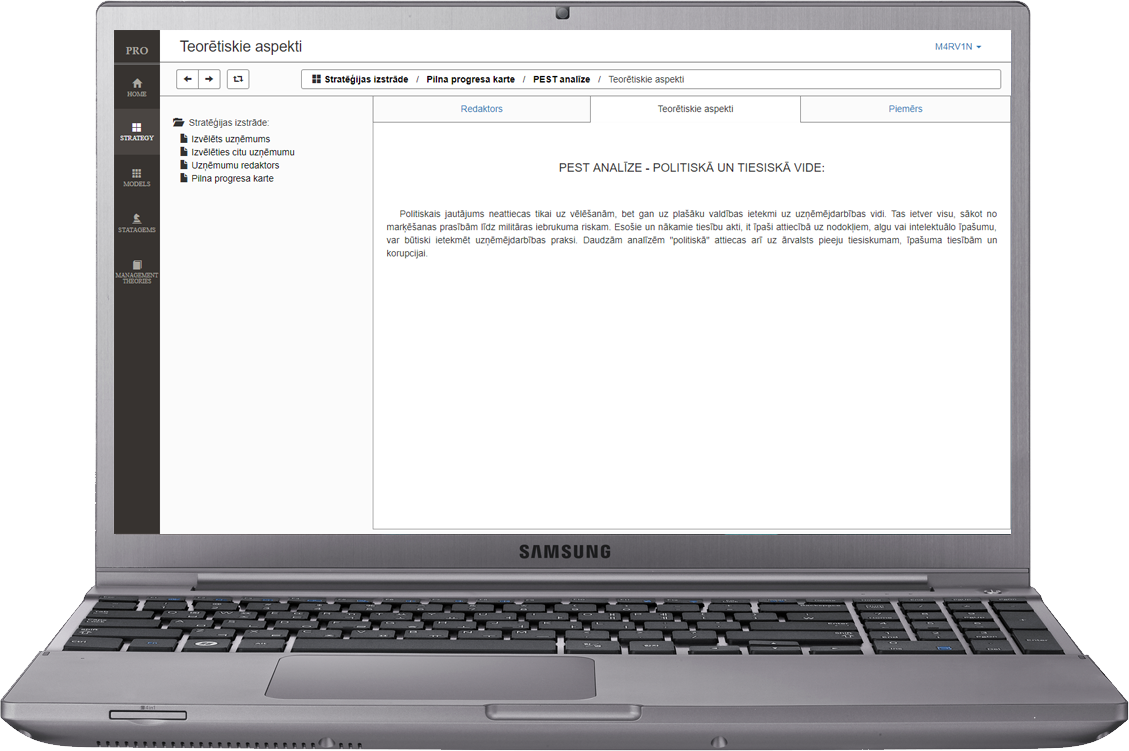 PRO
Teorētiskie aspekti
M4RV1N
Stratēģijas izstrāde / Pilna progresa karte / PEST analīze / Teorētiskie aspekti
HOME
STRATEGY
MODELS
STATAGEMS
MANAGEMENT
THEORIES
Stratēģijas izstrāde:
Izvēlēts uzņēmums
Izvēlēties citu uzņēmumu
Uzņēmumu redaktors
Pilna progresa karte
Redaktors
Teorētiskie aspekti
Piemērs
PEST ANALĪZE - POLITISKĀ UN TIESISKĀ VIDE:
Politiskais jautājums neattiecas tikai uz vēlēšanām, bet gan uz plašāku valdības ietekmi uz uzņēmējdarbības vidi. Tas ietver visu, sākot no
marķēšanas prasībām līdz militāras iebrukuma riskam. Esošie un nākamie tiesību akti, it īpaši attiecībā uz nodokļiem, algu vai intelektuālo īpašumu,
var būtiski ietekmēt uzņēmējdarbības praksi. Daudzām analīzēm "politiskā" attiecas arī uz ārvalsts pieeju tiesiskumam, īpašuma tiesībām un
korupcijai.
SAMSUNG